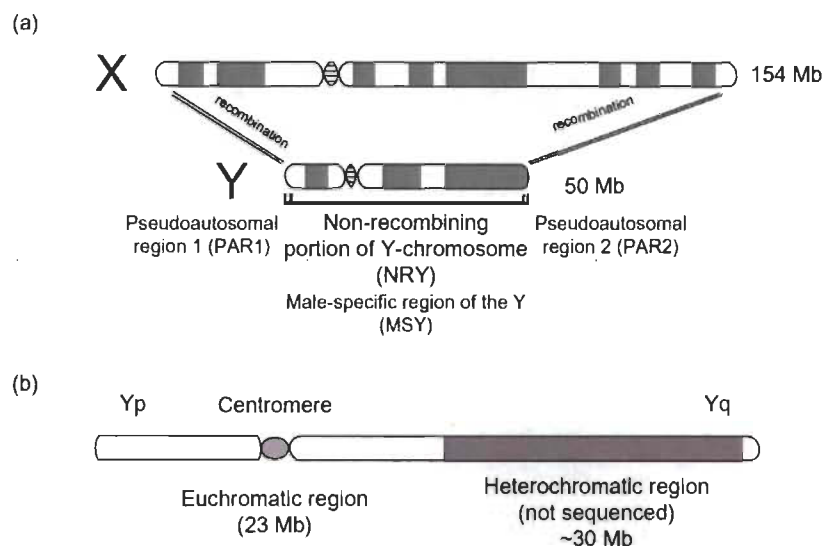 (a)
X
154 Mb
recombination
recombination
Y
50 Mb
Pseudoautosomal
region 1 (PAR1)
Non-recombining
portion of Y-chromosome
(NRY)
Male-specific region of the Y
(MSY)
Pseudoautosomal
region 2 (PAR2)
(b)
Yp
Centromere
Yq
Euchromatic region
(23 Mb)
Heterochromatic region
(not sequenced)
~30 Mb